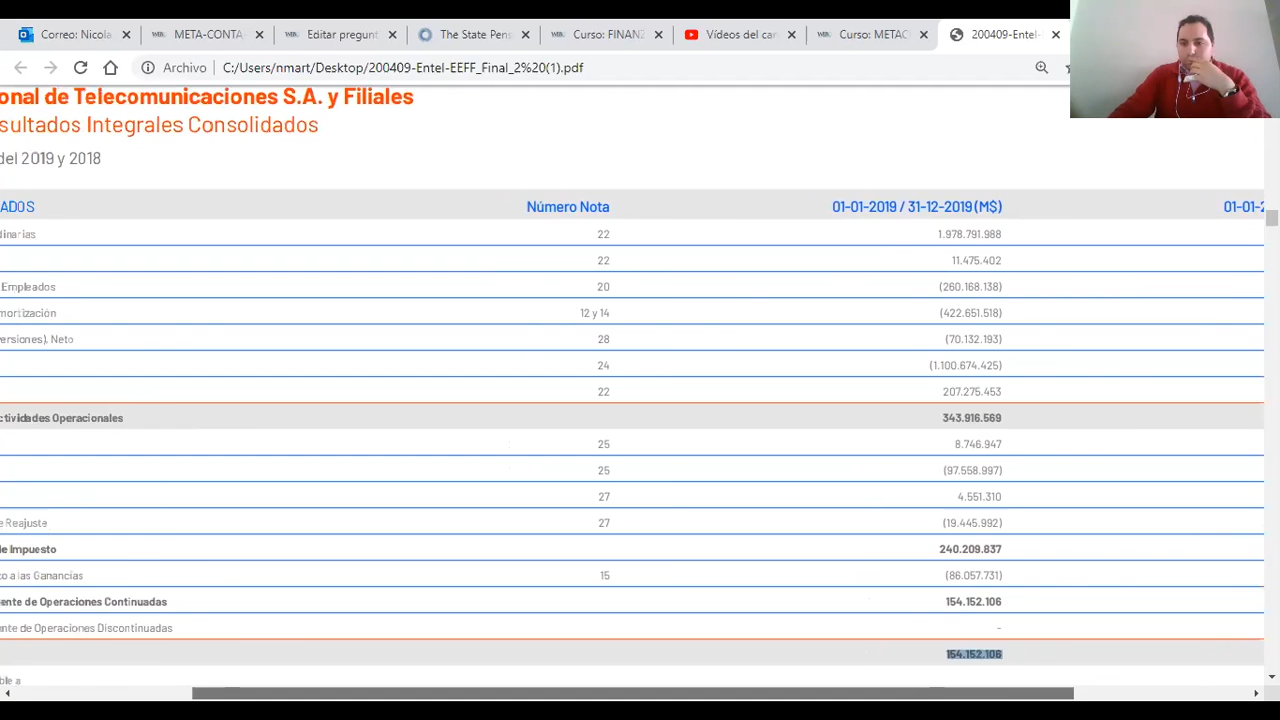 Correo: Nicola
META-CONTA-
Editar pregunt
The State Pens
Curso: FINANZ
Vídeos del can
Curso: METAC
200409-Entel-
Archivo C:/Users/nmart/Desktop/200409-Entel-EEFF_Final_2%20(1).pdf
onal de Telecomunicaciones S.A. y Filiales
sultados Integrales Consolidados
del 2019 y 2018
ADOS Número Nota 01-01-2019 / 31-12-2019 (M$) 01-01-2
dinarias 22 1.978.791.988
22 11.475.402
Empleados 20 (260.168.138)
mortización 12 y 14 (422.651.518)
versiones), Neto 28 (70.132.193)
24 (1.100.674.425)
22 207.275.453
ctividades Operacionales 343.916.569
25 8.746.947
25 (97.558.997)
27 4.551.310
e Reajuste 27 (19.445.992)
de Impuesto 240.209.837
o a las Ganancias 15 (86.057.731)
ente de Operaciones Continuadas 154.152.106
nte de Operaciones Discontinuadas -
154.152.106
ble a